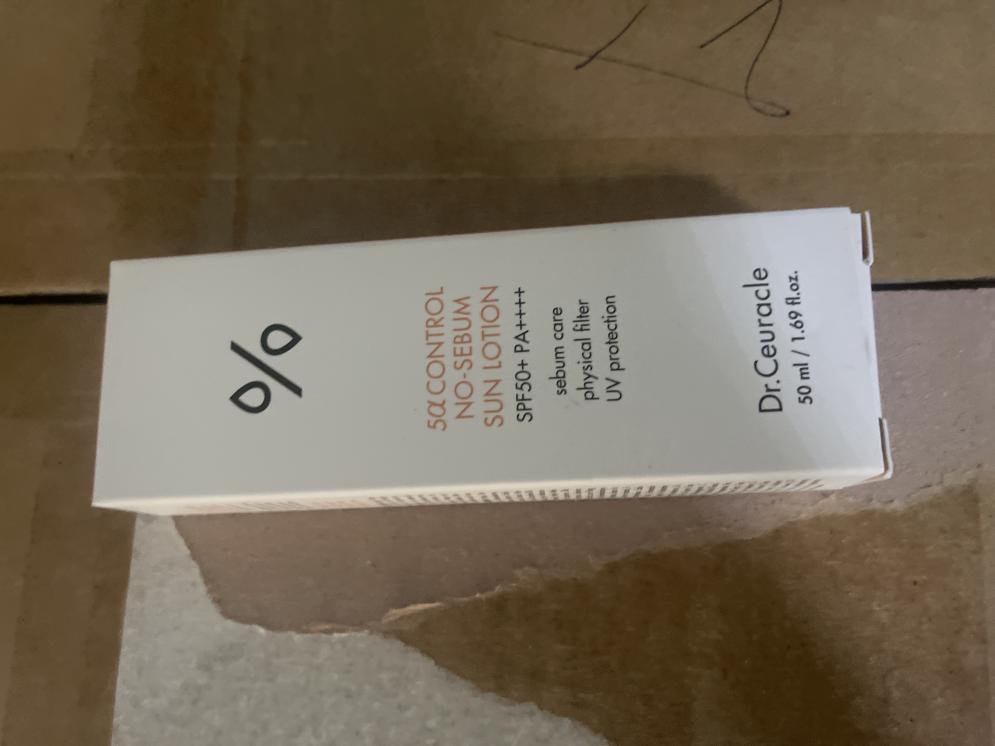 5α CONTROL
NO-SEBUM
SUN LOTION
SPF50+ PA++++
sebum care
physical filter
UV protection
Dr.Ceuracle
50 ml / 1.69 fl.oz.